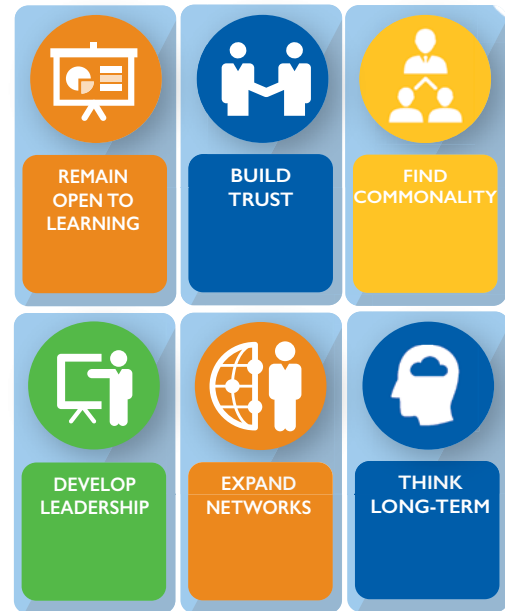 REMAIN
OPEN TO
LEARNING
BUILD
TRUST
FIND
COMMONALITY
DEVELOP
LEADERSHIP
EXPAND
NETWORKS
THINK
LONG-TERM